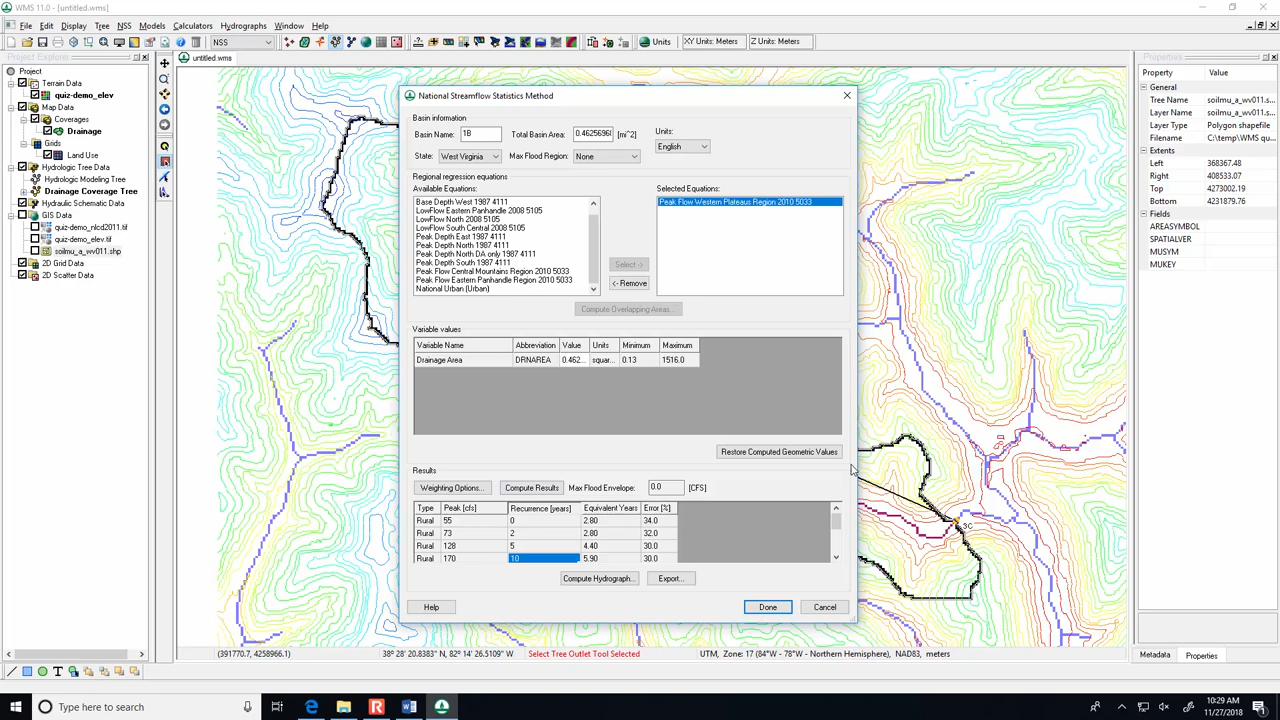 WMS 11.0 - [untitled.wms]
File Edit Display Tree NSS Models Calculators Hydrographs Window Help
NSS Units XY Units: Meters Z Units: Meters
Project Explorer untitled.wms Properties
Project
Terrain Data
quiz-demo_elev
Map Data
Coverages
Drainage
Grids
Land Use
Hydrologic Tree Data
Hydrologic Modeling Tree
Drainage Coverage Tree
Hydraulic Schematic Data
GIS Data
quiz-demo_nlcd2011.tif
quiz-demo_elev.tif
soilmu_a_wv011.shp
2D Grid Data
2D Scatter Data
National Streamflow Statistics Method
Basin information
Basin Name: 1B Total Basin Area: 0.4625696( [mi^2] Units:
English
State: West Virginia Max Flood Region: None
Regional regression equations
Available Equations: Selected Equations:
Base Depth West 1987 4111 Peak Flow Western Plateaus Region 2010 5033
LowFlow Eastern Panhandle 2008 5105
LowFlow North 2008 5105
LowFlow South Central 2008 5105
Peak Depth East 1987 4111
Peak Depth North 1987 4111
Peak Depth North DA only 1987 4111
Peak Depth South 1987 4111
Peak Flow Central Mountains Region 2010 5033
Peak Flow Eastern Panhandle Region 2010 5033
National Urban (Urban)
Select ->
<- Remove
Compute Overlapping Areas...
Variable values
Variable Name Abbreviation Value Units Minimum Maximum
Drainage Area DRNAREA 0.462... squar... 0.13 1516.0
Restore Computed Geometric Values
Results
Weighting Options... Compute Results Max Flood Envelope: 0.0 [CFS]
Type Peak [cfs] Recurrence [years] Equivalent Years Error [%]
Rural 55 0 2.80 34.0
Rural 73 2 2.80 32.0
Rural 128 5 4.40 30.0
Rural 170 10 5.90 30.0
Compute Hydrograph... Export...
Help Done Cancel
3C
Property Value
General
Tree Name soilmu_a_wv011.s...
Layer Name soilmu_a_wv011.s...
Layer Type Polygon shapefile
Filename C:\temp\WMS qu...
Extents
Left 368367.48
Right 408533.07
Top 4273002.19
Bottom 4231879.76
Fields
AREASYMBOL
SPATIALVER
MUSYM
MUKEY
Metadata Properties
(391770.7, 4258966.1) 38° 28' 20.8383" N, 82° 14' 26.5109" W Select Tree Outlet Tool Selected UTM, Zone: 17 (84°W - 78°W - Northern Hemisphere), NAD83, meters
Type here to search
10:29 AM
11/27/2018